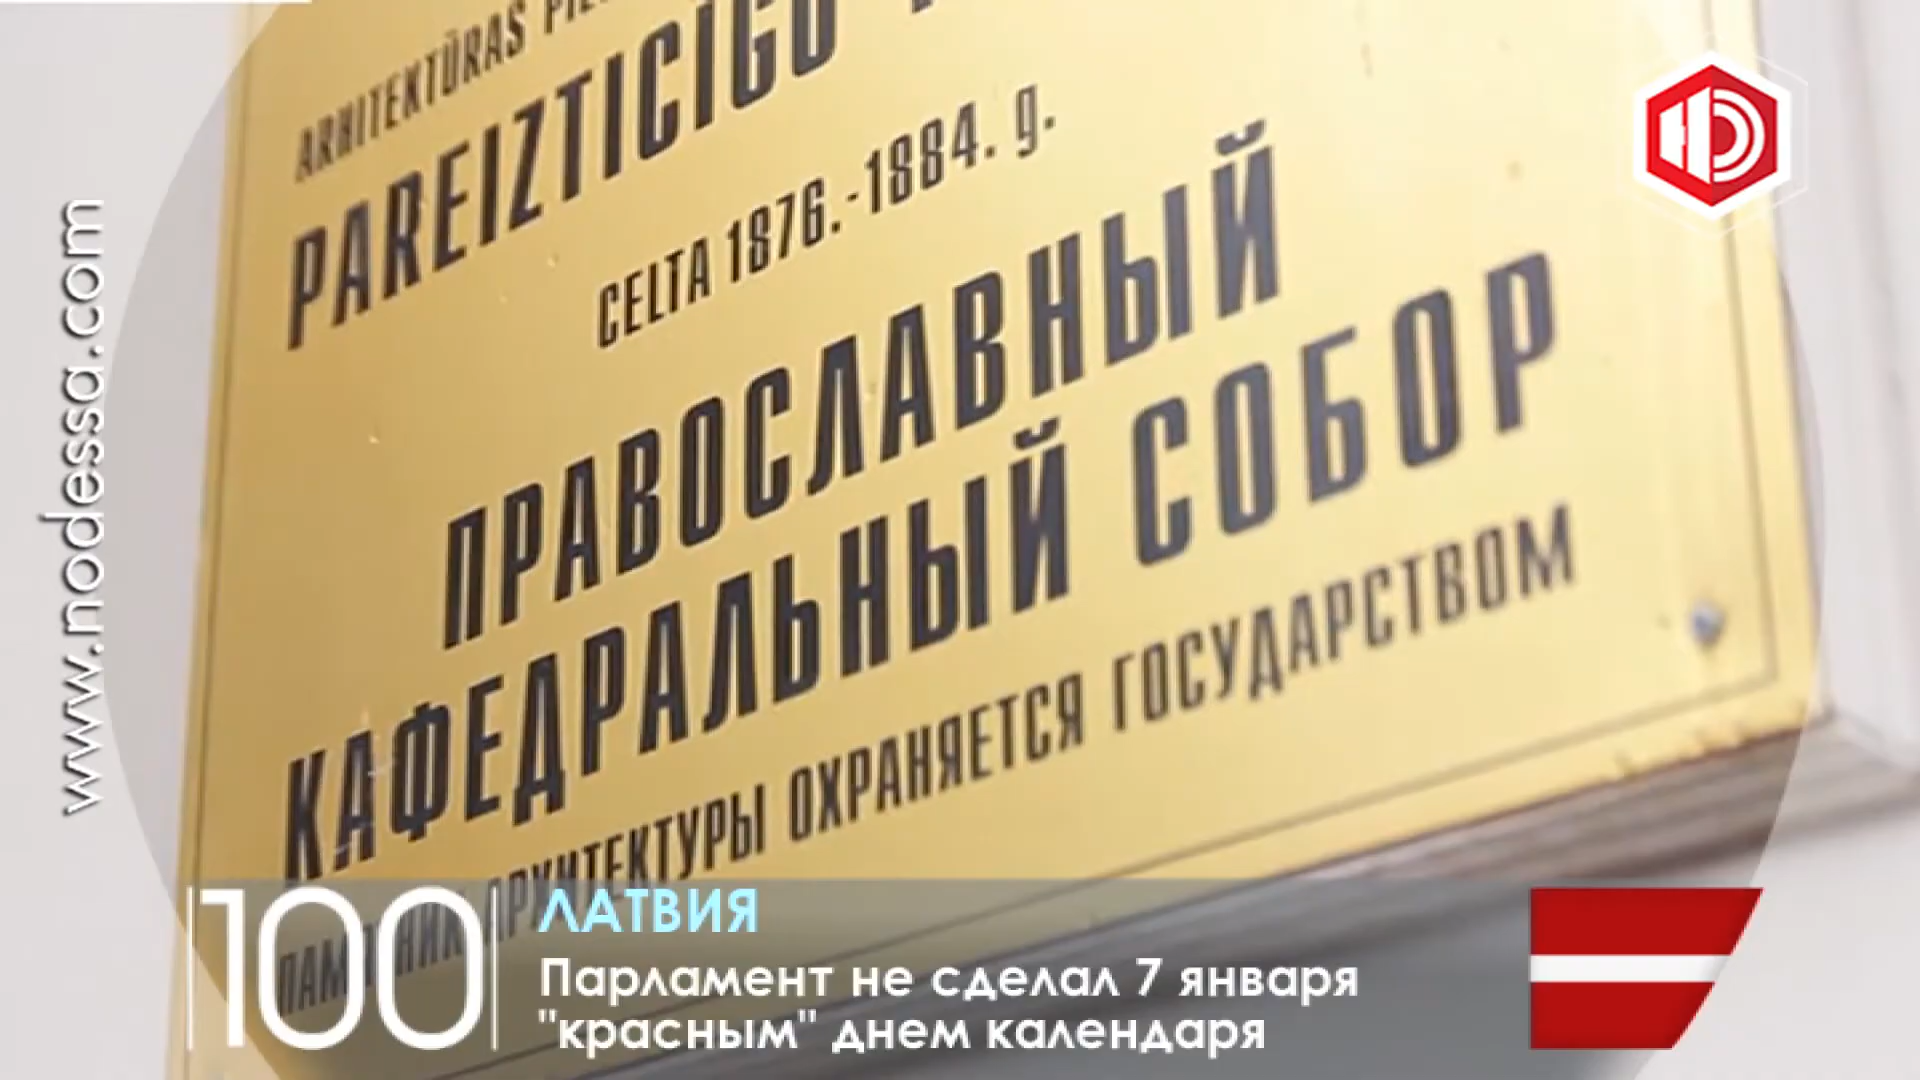 ARHITEKTŪRAS
PAREIZTICĪGO
CELTA 1876.-1884. g.
ПРАВОСЛАВНЫЙ
КАФЕДРАЛЬНЫЙ СОБОР
ПАМЯТНИК АРХИТЕКТУРЫ ОХРАНЯЕТСЯ ГОСУДАРСТВОМ
www.nodessa.com
100
ЛАТВИЯ
Парламент не сделал 7 января
"красным" днем календаря